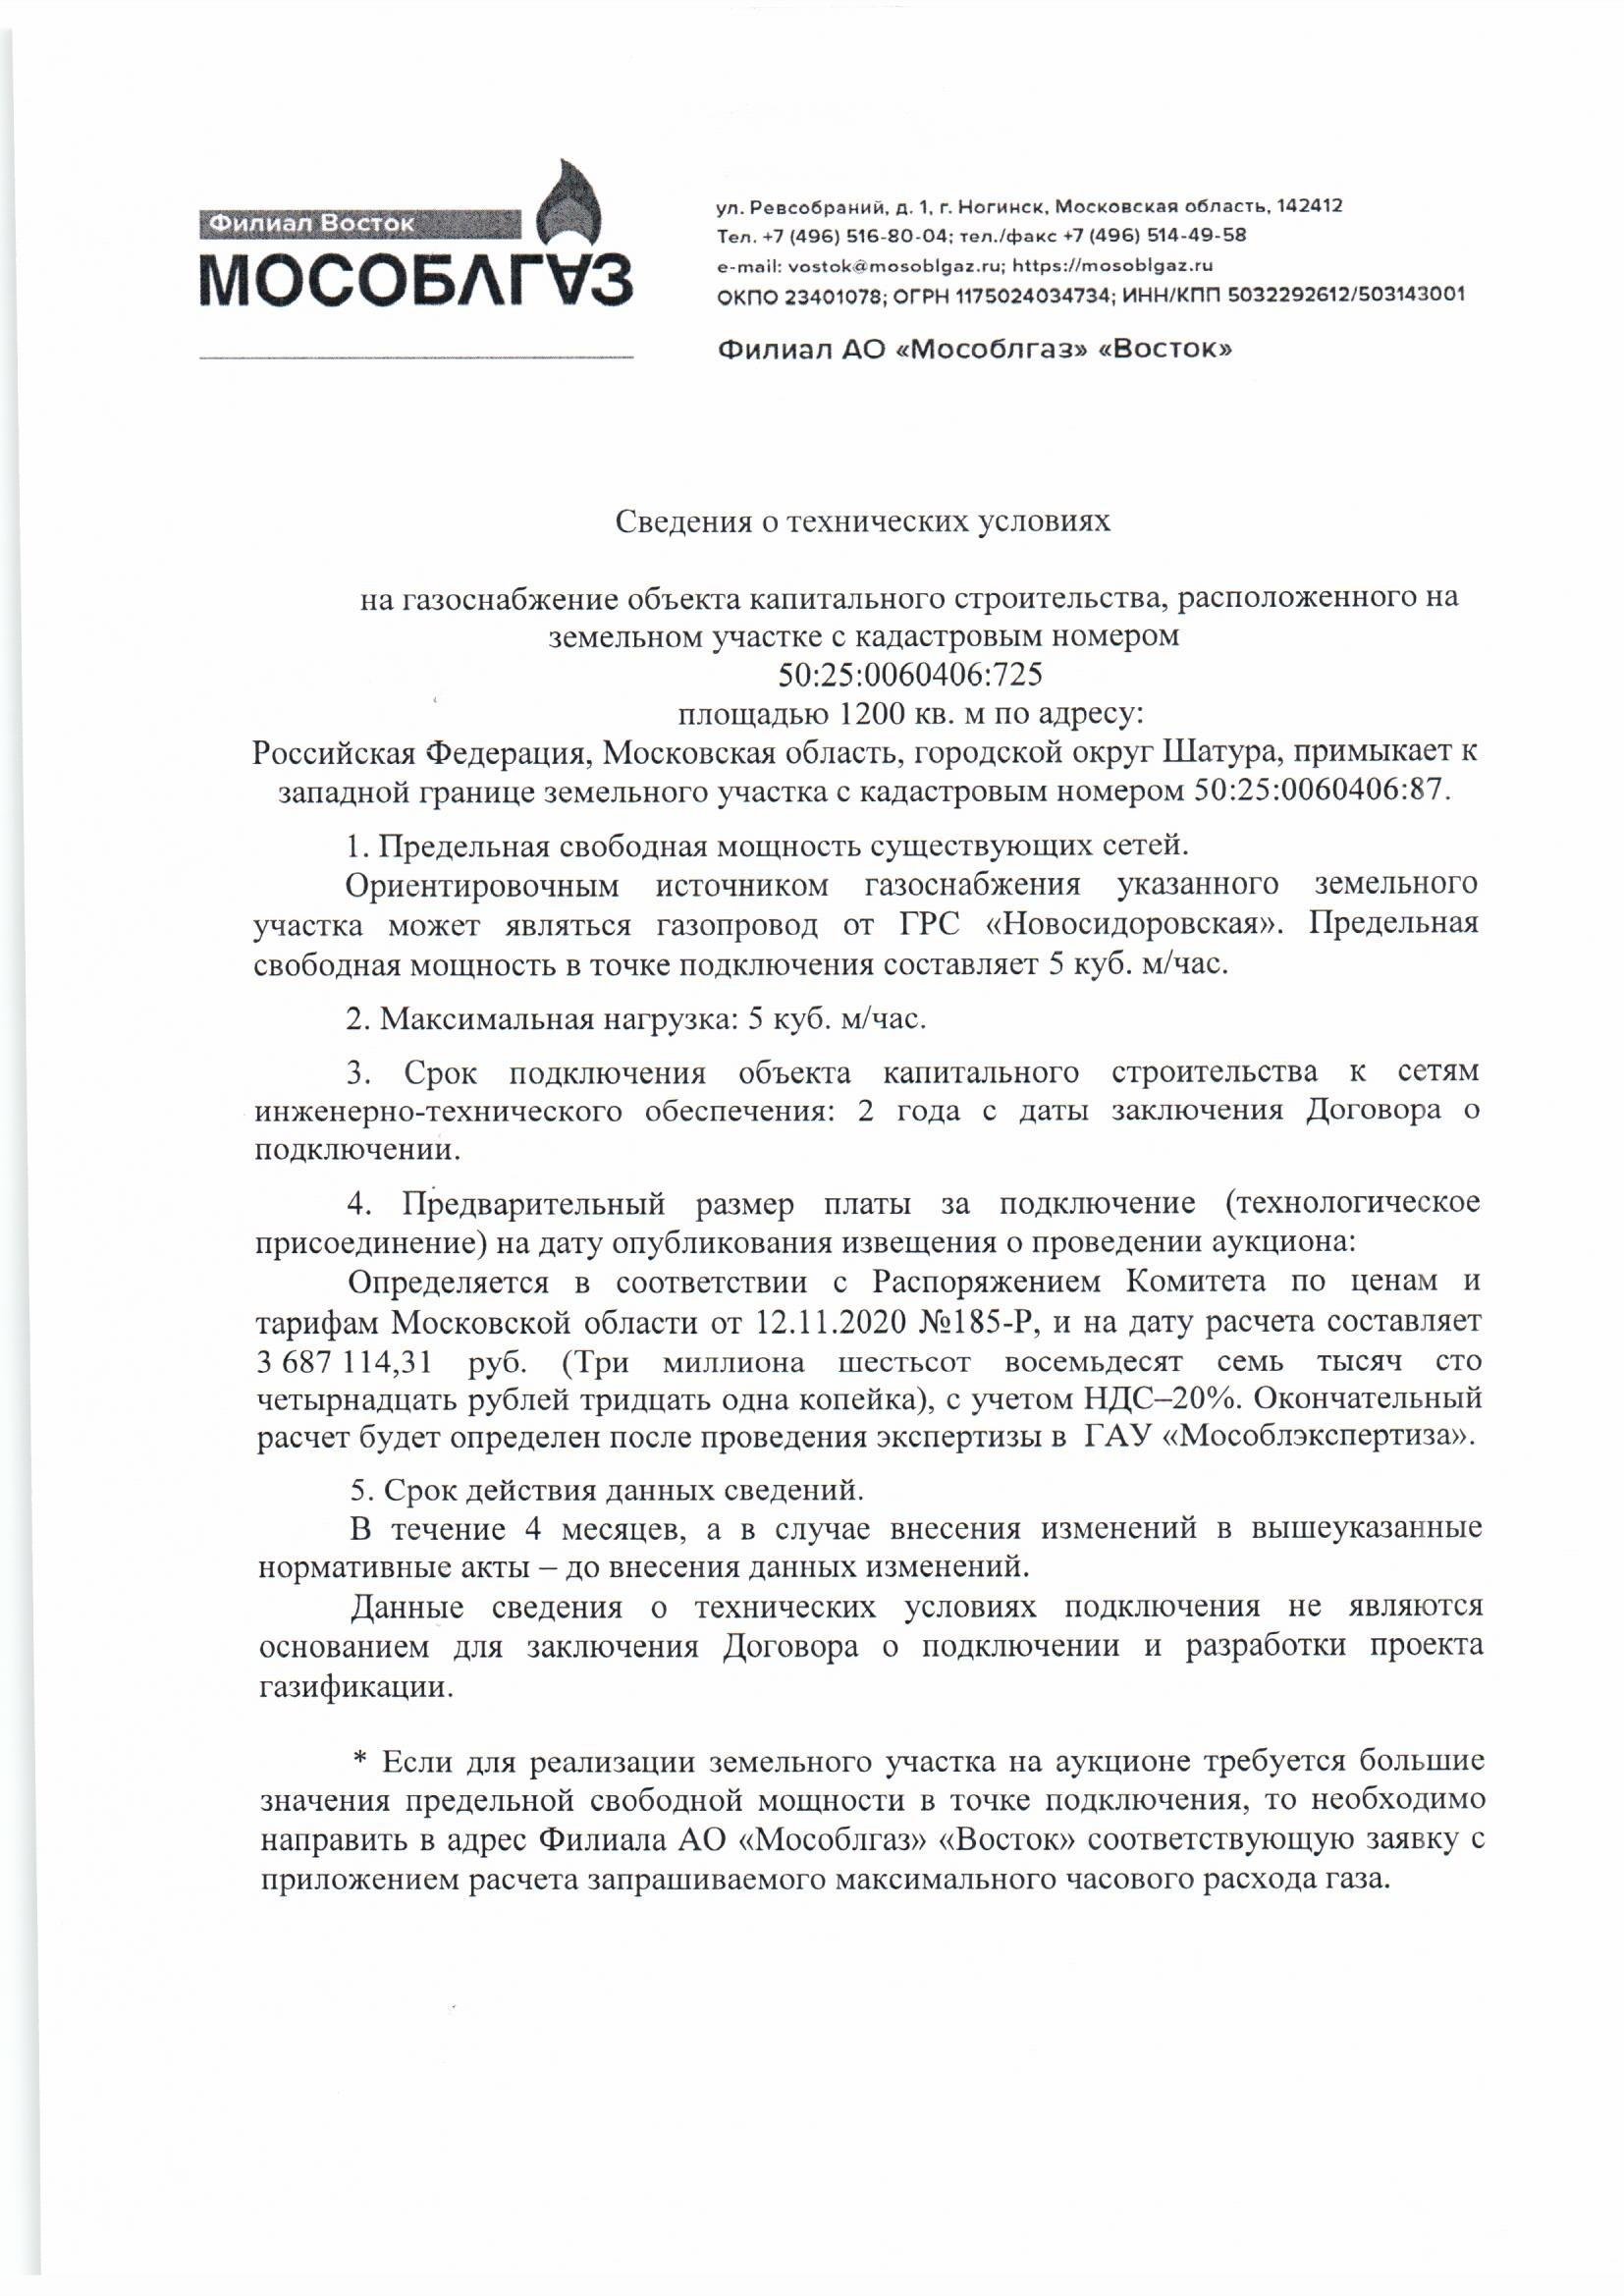 Филиал Восток
МОСОБЛГАЗ
ул. Ревсобраний, д. 1, г. Ногинск, Московская область, 142412
Тел. +7 (496) 516-80-04; тел./факс +7 (496) 514-49-58
e-mail: vostok@mosoblgaz.ru; https://mosoblgaz.ru
ОКПО 23401078; ОГРН 1175024034734; ИНН/КПП 5032292612/503143001
Филиал АО «Мособлгаз» «Восток»
Сведения о технических условиях
на газоснабжение объекта капитального строительства, расположенного на
земельном участке с кадастровым номером
50:25:0060406:725
площадью 1200 кв. м по адресу:
Российская Федерация, Московская область, городской округ Шатура, примыкает к
западной границе земельного участка с кадастровым номером 50:25:0060406:87.
1. Предельная свободная мощность существующих сетей.
Ориентировочным источником газоснабжения указанного земельного
участка может являться газопровод от ГРС «Новосидоровская». Предельная
свободная мощность в точке подключения составляет 5 куб. м/час.
2. Максимальная нагрузка: 5 куб. м/час.
3. Срок подключения объекта капитального строительства к сетям
инженерно-технического обеспечения: 2 года с даты заключения Договора о
подключении.
4. Предварительный размер платы за подключение (технологическое
присоединение) на дату опубликования извещения о проведении аукциона:
Определяется в соответствии с Распоряжением Комитета по ценам и
тарифам Московской области от 12.11.2020 №185-Р, и на дату расчета составляет
3 687 114,31 руб. (Три миллиона шестьсот восемьдесят семь тысяч сто
четырнадцать рублей тридцать одна копейка), с учетом НДС–20%. Окончательный
расчет будет определен после проведения экспертизы в ГАУ «Мособлэкспертиза».
5. Срок действия данных сведений.
В течение 4 месяцев, а в случае внесения изменений в вышеуказанные
нормативные акты – до внесения данных изменений.
Данные сведения о технических условиях подключения не являются
основанием для заключения Договора о подключении и разработки проекта
газификации.
* Если для реализации земельного участка на аукционе требуется большие
значения предельной свободной мощности в точке подключения, то необходимо
направить в адрес Филиала АО «Мособлгаз» «Восток» соответствующую заявку с
приложением расчета запрашиваемого максимального часового расхода газа.